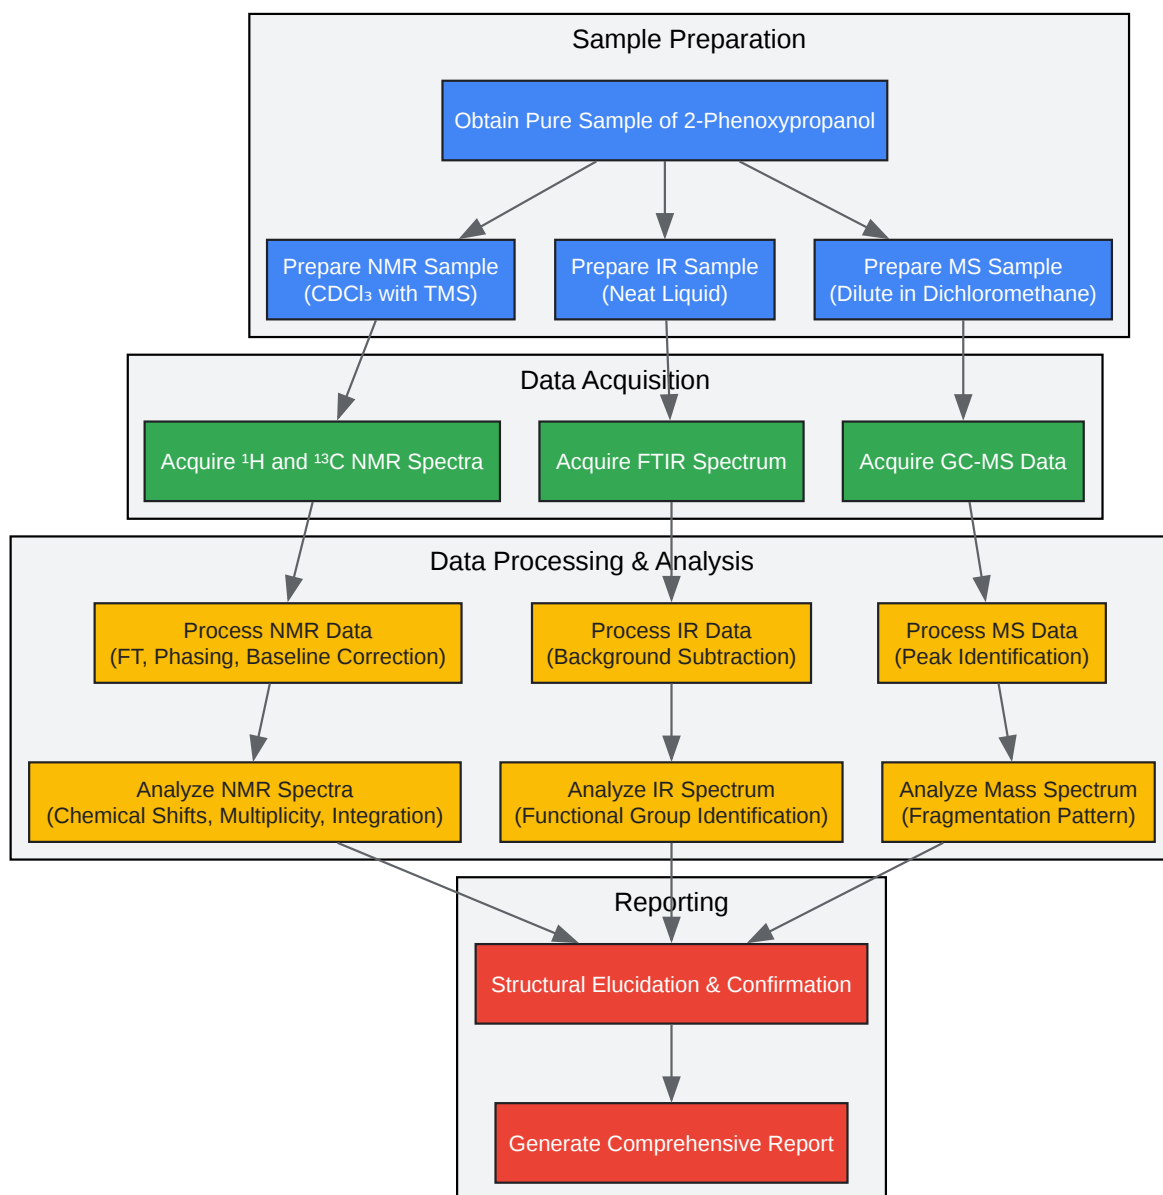 Sample Preparation
Obtain Pure Sample of 2-Phenoxypropanol
Prepare NMR Sample
(CDCl₃ with TMS)
Prepare IR Sample
(Neat Liquid)
Prepare MS Sample
(Dilute in Dichloromethane)
Data Acquisition
Acquire ¹H and ¹³C NMR Spectra
Acquire FTIR Spectrum
Acquire GC-MS Data
Data Processing & Analysis
Process NMR Data
(FT, Phasing, Baseline Correction)
Process IR Data
(Background Subtraction)
Process MS Data
(Peak Identification)
Analyze NMR Spectra
(Chemical Shifts, Multiplicity, Integration)
Analyze IR Spectrum
(Functional Group Identification)
Analyze Mass Spectrum
(Fragmentation Pattern)
Reporting
Structural Elucidation & Confirmation
Generate Comprehensive Report